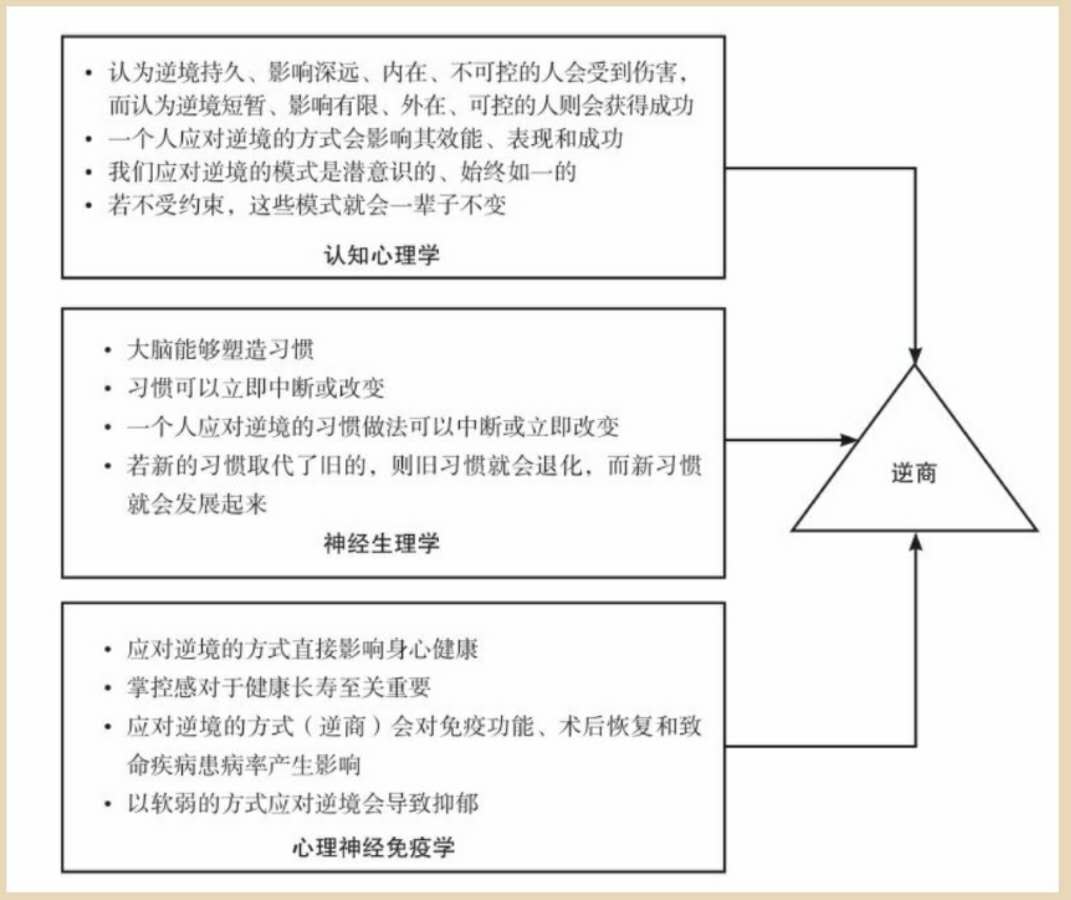 • 认为逆境持久、影响深远、内在、不可控的人会受到伤害，
而认为逆境短暂、影响有限、外在、可控的人则会获得成功
• 一个人应对逆境的方式会影响其效能、表现和成功
• 我们应对逆境的模式是潜意识的、始终如一的
• 若不受约束，这些模式就会一辈子不变
认知心理学
• 大脑能够塑造习惯
• 习惯可以立即中断或改变
• 一个人应对逆境的习惯做法可以中断或立即改变
• 若新的习惯取代了旧的，则旧习惯就会退化，而新习惯
就会发展起来
神经生理学
逆商
• 应对逆境的方式直接影响身心健康
• 掌控感对于健康长寿至关重要
• 应对逆境的方式（逆商）会对免疫功能、术后恢复和致
命疾病患病率产生影响
• 以软弱的方式应对逆境会导致抑郁
心理神经免疫学